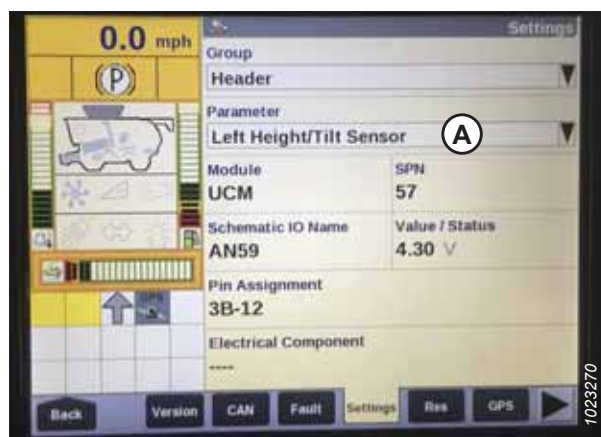 0.0 mph
Settings
Group
Header
(P)
Parameter
Left Height/Tilt Sensor
A
Module
SPN
UCM
57
Schematic IO Name
Value / Status
AN59
4.30 V
Pin Assignment
3B-12
Electrical Component
----
Back
Version
CAN
Fault
Settings
Res
GPS
1023270